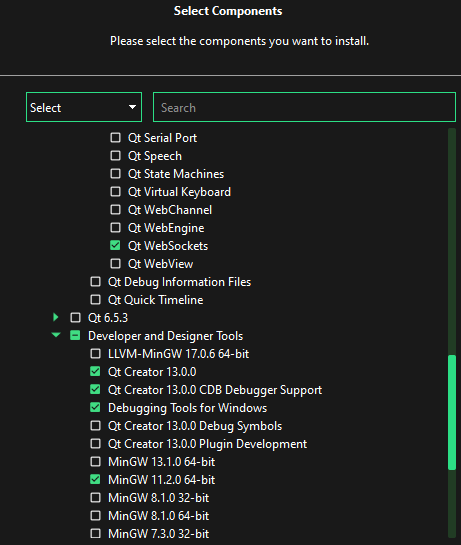 Select Components
Please select the components you want to install.
Select
Search
Qt Serial Port
Qt Speech
Qt State Machines
Qt Virtual Keyboard
Qt WebChannel
Qt WebEngine
Qt WebSockets
Qt WebView
Qt Debug Information Files
Qt Quick Timeline
Qt 6.5.3
Developer and Designer Tools
LLVM-MinGW 17.0.6 64-bit
Qt Creator 13.0.0
Qt Creator 13.0.0 CDB Debugger Support
Debugging Tools for Windows
Qt Creator 13.0.0 Debug Symbols
Qt Creator 13.0.0 Plugin Development
MinGW 13.1.0 64-bit
MinGW 11.2.0 64-bit
MinGW 8.1.0 32-bit
MinGW 8.1.0 64-bit
MinGW 7.3.0 32-bit